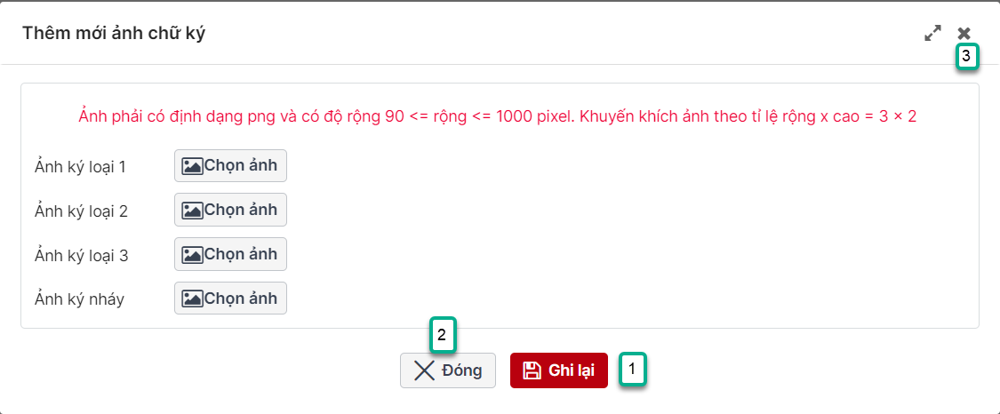 Thêm mới ảnh chữ ký
3
Ảnh phải có định dạng png và có độ rộng 90 <= rộng <= 1000 pixel. Khuyến khích ảnh theo tỉ lệ rộng x cao = 3 × 2
Ảnh ký loại 1 Chọn ảnh
Ảnh ký loại 2 Chọn ảnh
Ảnh ký loại 3 Chọn ảnh
Ảnh ký nháy Chọn ảnh
2
Đóng Ghi lại 1